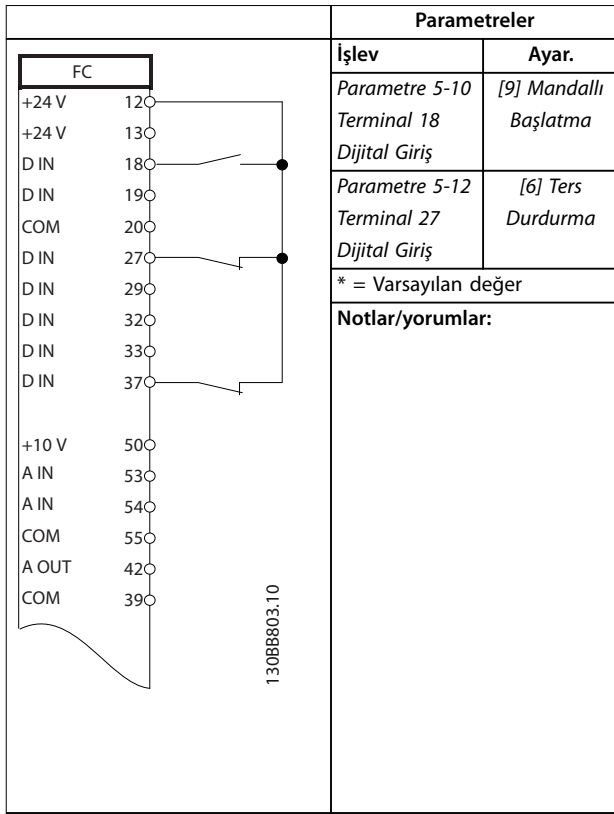 Parametreler
İşlev Ayar.
Parametre 5-10
Terminal 18
Dijital Giriş
[9] Mandallı
Başlatma
Parametre 5-12
Terminal 27
Dijital Giriş
[6] Ters
Durdurma
* = Varsayılan değer
Notlar/yorumlar:
FC
+24 V 12
+24 V 13
D IN 18
D IN 19
COM 20
D IN 27
D IN 29
D IN 32
D IN 33
D IN 37
+10 V 50
A IN 53
A IN 54
COM 55
A OUT 42
COM 39
130BB803.10